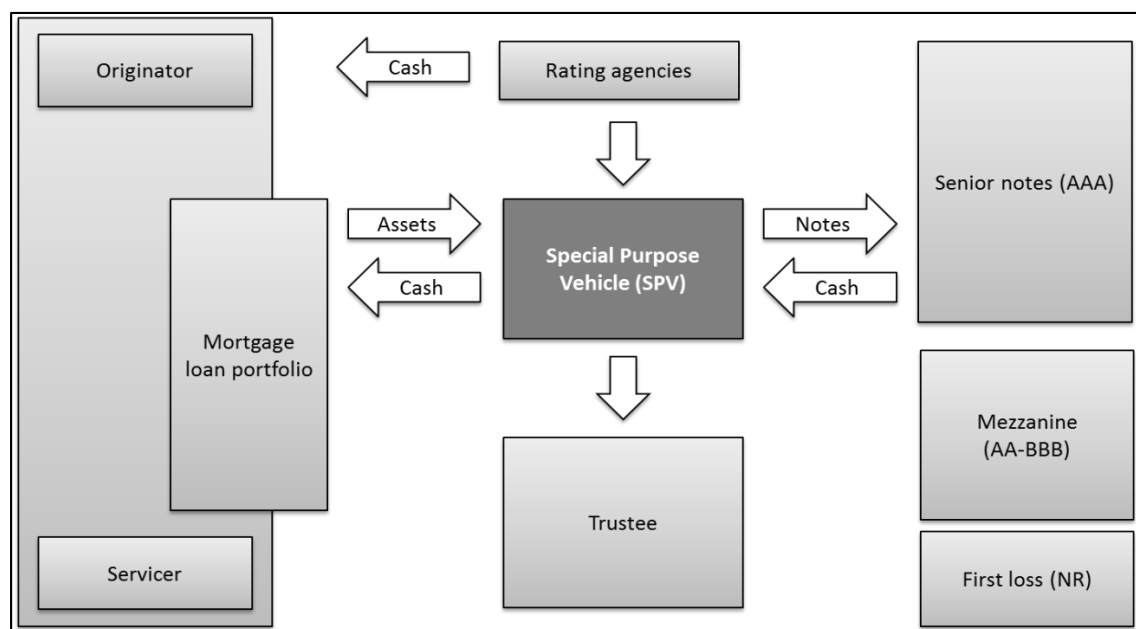 Originator
Cash
Rating agencies
Senior notes (AAA)
Assets
Notes
Special Purpose
Vehicle (SPV)
Cash
Cash
Mortgage
loan portfolio
Mezzanine
(AA-BBB)
Trustee
Servicer
First loss (NR)